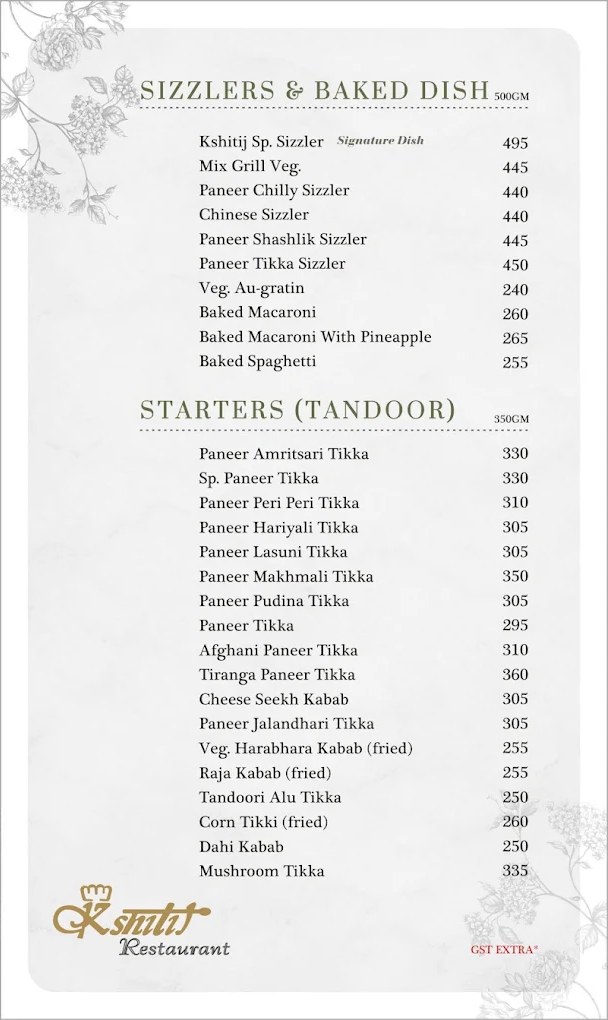 SIZZLERS & BAKED DISH 500GM
Kshitij Sp. Sizzler Signature Dish 495
Mix Grill Veg. 445
Paneer Chilly Sizzler 440
Chinese Sizzler 440
Paneer Shashlik Sizzler 445
Paneer Tikka Sizzler 450
Veg. Au-gratin 240
Baked Macaroni 260
Baked Macaroni With Pineapple 265
Baked Spaghetti 255
STARTERS (TANDOOR) 350GM
Paneer Amritsari Tikka 330
Sp. Paneer Tikka 330
Paneer Peri Peri Tikka 310
Paneer Hariyali Tikka 305
Paneer Lasuni Tikka 305
Paneer Makhmali Tikka 350
Paneer Pudina Tikka 305
Paneer Tikka 295
Afghani Paneer Tikka 310
Tiranga Paneer Tikka 360
Cheese Seekh Kabab 305
Paneer Jalandhari Tikka 305
Veg. Harabhara Kabab (fried) 255
Raja Kabab (fried) 255
Tandoori Alu Tikka 250
Corn Tikki (fried) 260
Dahi Kabab 250
Mushroom Tikka 335
Kshitij
Restaurant GST EXTRA*